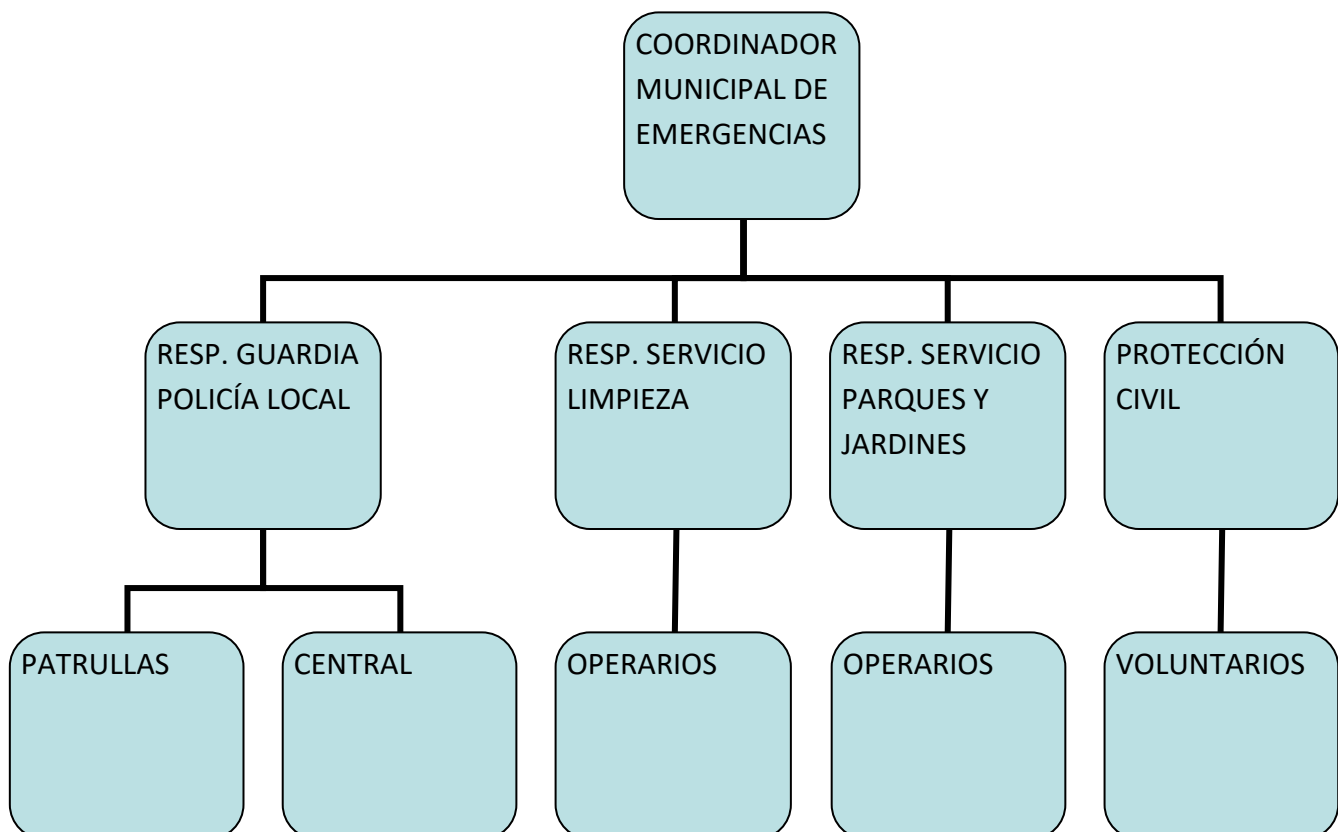 COORDINADOR
MUNICIPAL DE
EMERGENCIAS
RESP. GUARDIA
POLICÍA LOCAL
RESP. SERVICIO
LIMPIEZA
RESP. SERVICIO
PARQUES Y
JARDINES
PROTECCIÓN
CIVIL
PATRULLAS
CENTRAL
OPERARIOS
OPERARIOS
VOLUNTARIOS